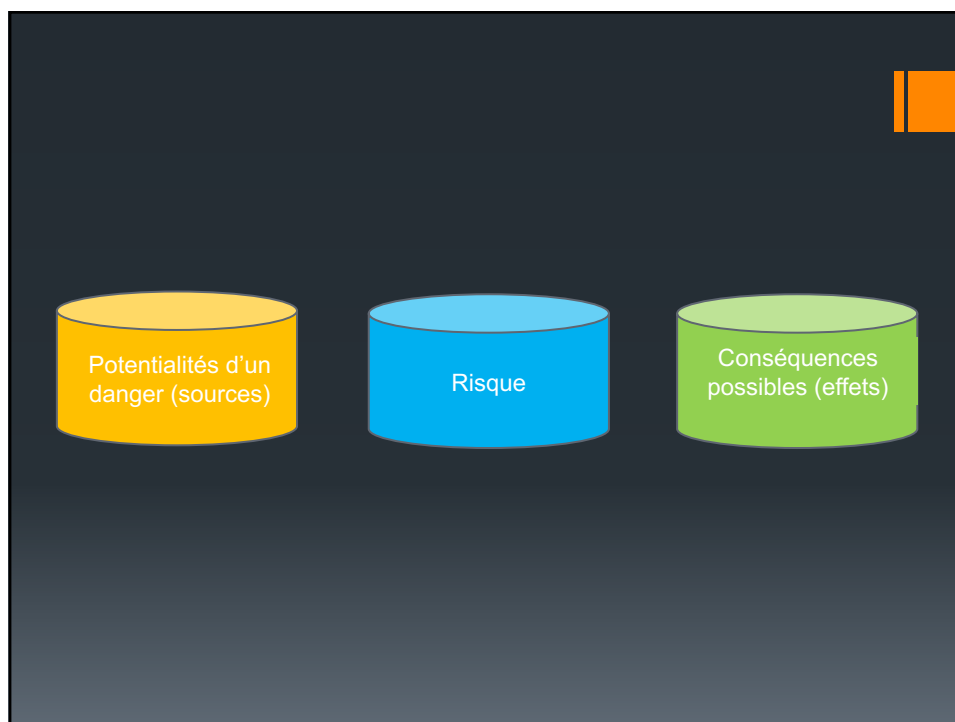 Potentialités d’un
danger (sources)
Risque
Conséquences
possibles (effets)